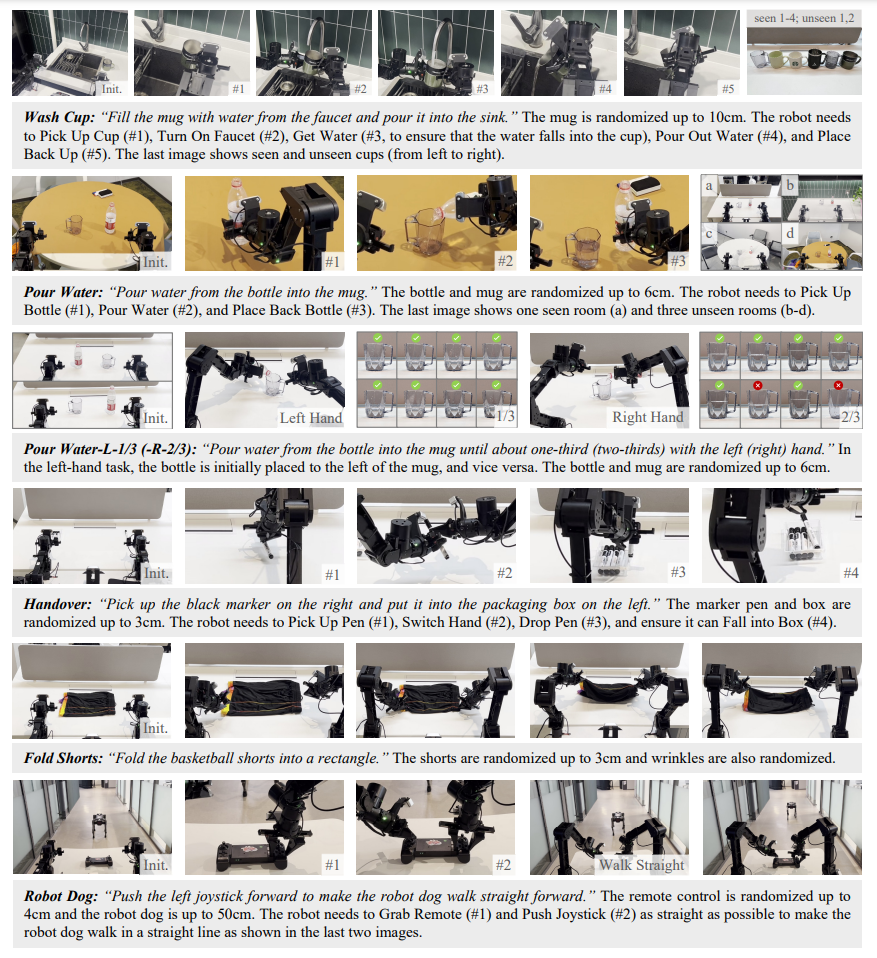 seen 1-4; unseen 1,2
Init.
#1
#2
#3
#4
#5
Wash Cup: “Fill the mug with water from the faucet and pour it into the sink.” The mug is randomized up to 10cm. The robot needs
to Pick Up Cup (#1), Turn On Faucet (#2), Get Water (#3, to ensure that the water falls into the cup), Pour Out Water (#4), and Place
Back Up (#5). The last image shows seen and unseen cups (from left to right).
a
b
c
d
Init.
#1
#2
#3
Pour Water: “Pour water from the bottle into the mug.” The bottle and mug are randomized up to 6cm. The robot needs to Pick Up
Bottle (#1), Pour Water (#2), and Place Back Bottle (#3). The last image shows one seen room (a) and three unseen rooms (b-d).
Init.
Left Hand
1/3
Right Hand
2/3
Pour Water-L-1/3 (-R-2/3): “Pour water from the bottle into the mug until about one-third (two-thirds) with the left (right) hand.” In
the left-hand task, the bottle is initially placed to the left of the mug, and vice versa. The bottle and mug are randomized up to 6cm.
Init.
#1
#2
#3
#4
Handover: “Pick up the black marker on the right and put it into the packaging box on the left.” The marker pen and box are
randomized up to 3cm. The robot needs to Pick Up Pen (#1), Switch Hand (#2), Drop Pen (#3), and ensure it can Fall into Box (#4).
Init.
Fold Shorts: “Fold the basketball shorts into a rectangle.” The shorts are randomized up to 3cm and wrinkles are also randomized.
Init.
#1
#2
Walk Straight
Robot Dog: “Push the left joystick forward to make the robot dog walk straight forward.” The remote control is randomized up to
4cm and the robot dog is up to 50cm. The robot needs to Grab Remote (#1) and Push Joystick (#2) as straight as possible to make the
robot dog walk in a straight line as shown in the last two images.